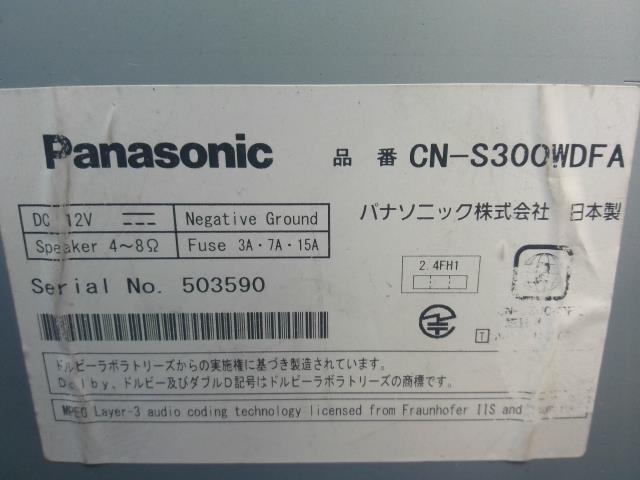 Panasonic 品番 CN-S300WDFA
DC 12V Negative Ground
Speaker 4～8Ω Fuse 3A・7A・15A
パナソニック株式会社 日本製
Serial No. 503590
2.4FH1
T
ドルビーラボラトリーズからの実施権に基づき製造されています。
Dolby、ドルビー及びダブルD記号はドルビーラボラトリーズの商標です。
MPEG Layer-3 audio coding technology licensed from Fraunhofer IIS and